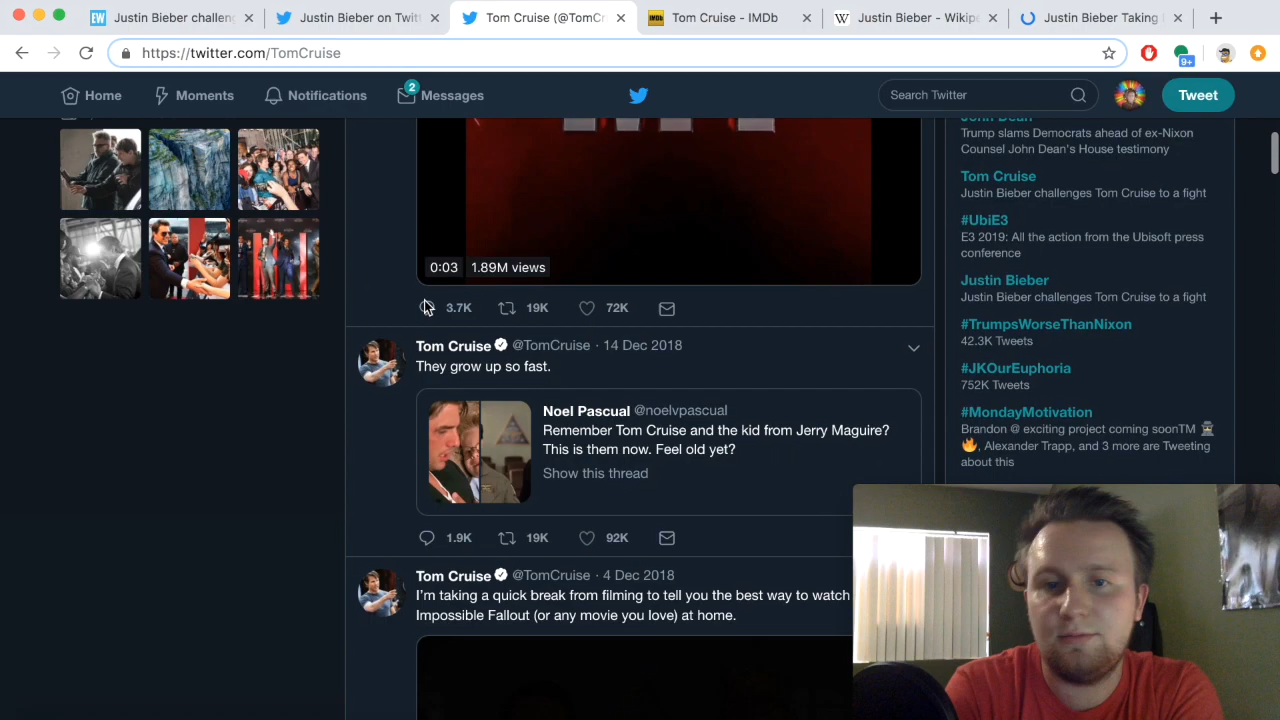 EW Justin Bieber challeng
Justin Bieber on Twitt
Tom Cruise (@TomCr
IMDb Tom Cruise - IMDb
W Justin Bieber - Wikip
Justin Bieber Taking
https://twitter.com/TomCruise
9+
Home
Moments
Notifications
2
Messages
Search Twitter
Tweet
John Dean
Trump slams Democrats ahead of ex-Nixon
Counsel John Dean's House testimony
Tom Cruise
Justin Bieber challenges Tom Cruise to a fight
#UbiE3
E3 2019: All the action from the Ubisoft press
conference
Justin Bieber
Justin Bieber challenges Tom Cruise to a fight
#TrumpsWorseThanNixon
42.3K Tweets
#JKOurEuphoria
752K Tweets
#MondayMotivation
Brandon @ exciting project coming soonTM
, Alexander Trapp, and 3 more are Tweeting
about this
0:03 1.89M views
3.7K 19K 72K
Tom Cruise @TomCruise · 14 Dec 2018
They grow up so fast.
Noel Pascual @noelvpascual
Remember Tom Cruise and the kid from Jerry Maguire?
This is them now. Feel old yet?
Show this thread
1.9K 19K 92K
Tom Cruise @TomCruise · 4 Dec 2018
I'm taking a quick break from filming to tell you the best way to watch
Impossible Fallout (or any movie you love) at home.